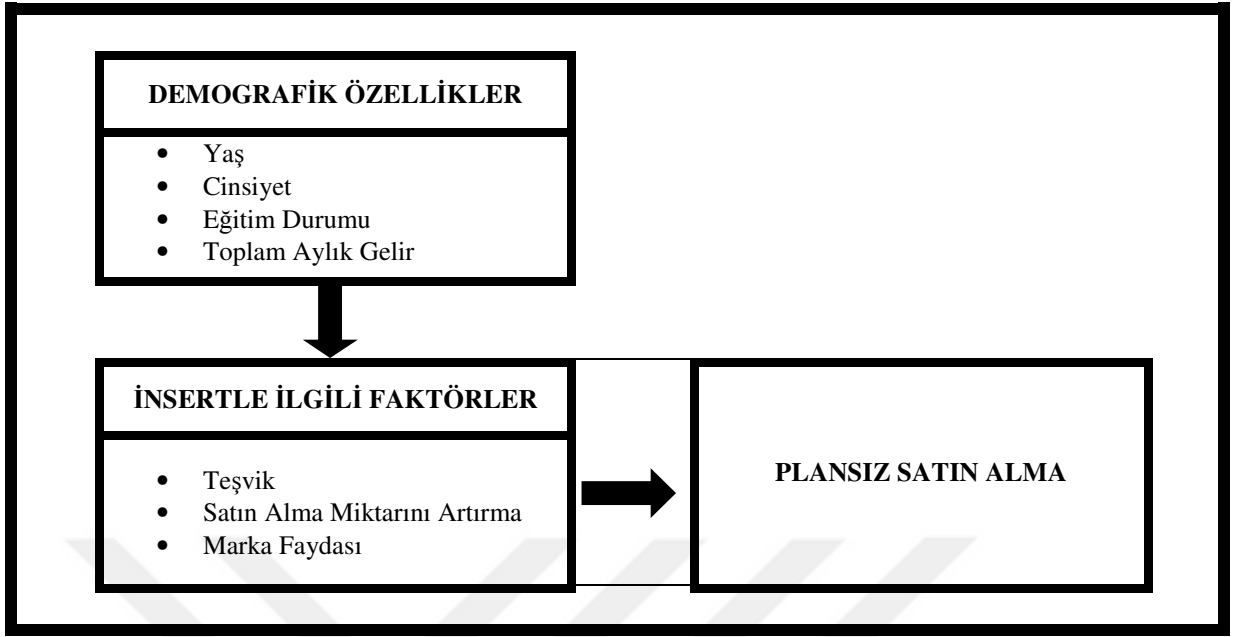 DEMOGRAFİK ÖZELLİKLER
• Yaş
• Cinsiyet
• Eğitim Durumu
• Toplam Aylık Gelir
İNSERTLE İLGİLİ FAKTÖRLER
• Teşvik
• Satın Alma Miktarını Artırma
• Marka Faydası
PLANSIZ SATIN ALMA